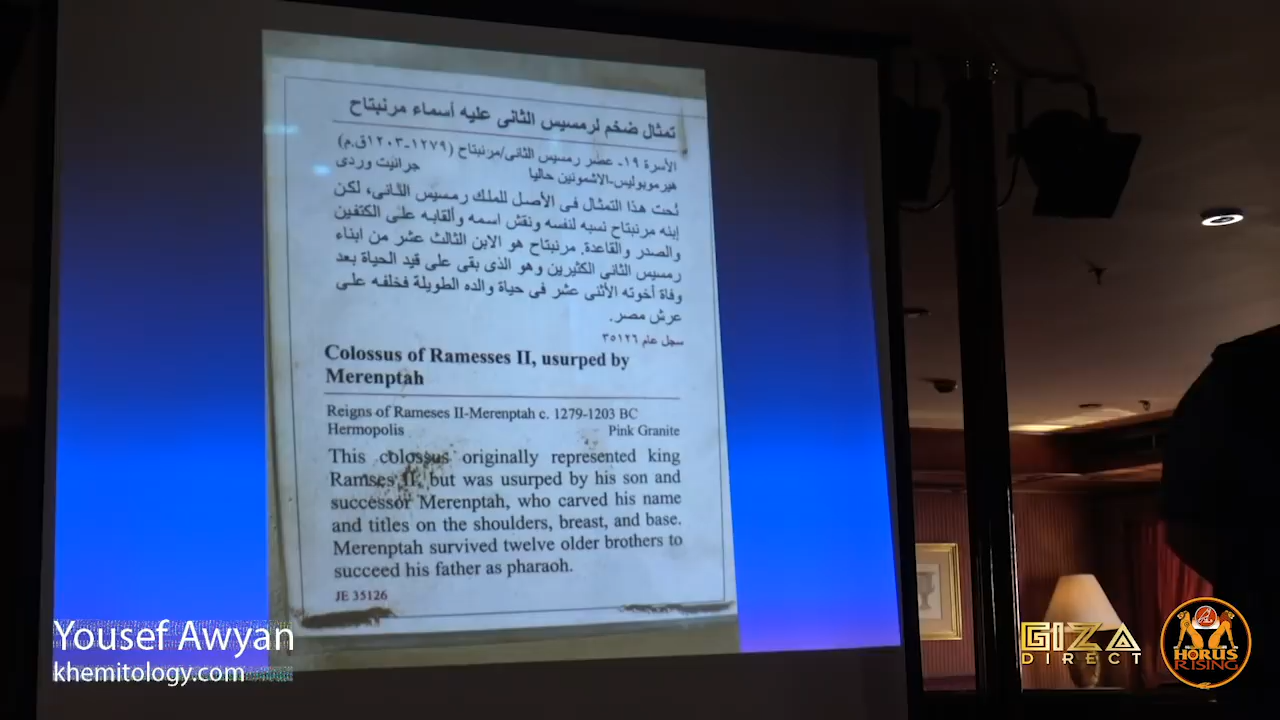 تمثال ضخم لرمسيس الثانى عليه أسماء مرنبتاح
الأسرة ١٩- عصر رمسيس الثانى/مرنبتاح (١٢٧٩-١٢٠٣ق.م)
هيرموبوليس-الاشمونين حاليا جرانيت وردى
نُحت هذا التمثال فى الأصل للملك رمسيس الثانى، لكن
إبنه مرنبتاح نسبه لنفسه ونقش اسمه وألقابه على الكتفين
والصدر والقاعدة. مرنبتاح هو الابن الثالث عشر من ابناء
رمسيس الثانى الكثيرين وهو الذى بقى على قيد الحياة بعد
وفاة أخوته الأثنى عشر فى حياة والده الطويلة فخلفه على
عرش مصر.
سجل عام ٣٥١٢٦
Colossus of Ramesses II, usurped by
Merenptah
Reigns of Rameses II-Merenptah c. 1279-1203 BC
Hermopolis Pink Granite
This colossus originally represented king
Ramses II, but was usurped by his son and
successor Merenptah, who carved his name
and titles on the shoulders, breast, and base.
Merenptah survived twelve older brothers to
succeed his father as pharaoh.
JE 35126
Yousef Awyan
khemitology.com
GIZA
DIRECT
HORUS
RISING